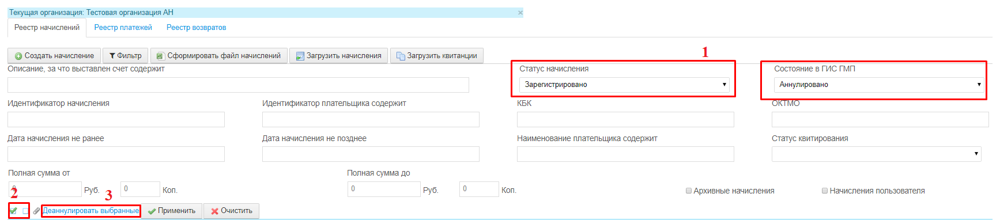 Текущая организация: Тестовая организация АН ×
Реестр начислений Реестр платежей Реестр возвратов
Создать начисление Фильтр Сформировать файл начислений Загрузить начисления Загрузить квитанции
1
Описание, за что выставлен счет содержит Статус начисления Состояние в ГИС ГМП
Зарегистрировано Аннулировано
Идентификатор начисления Идентификатор плательщика содержит КБК ОКТМО
Дата начисления не ранее Дата начисления не позднее Наименование плательщика содержит Статус квитирования
Полная сумма от Полная сумма до
0 Руб. 0 Коп. 0 Руб. 0 Коп. Архивные начисления Начисления пользователя
2 3
Деаннулировать выбранные Применить Очистить